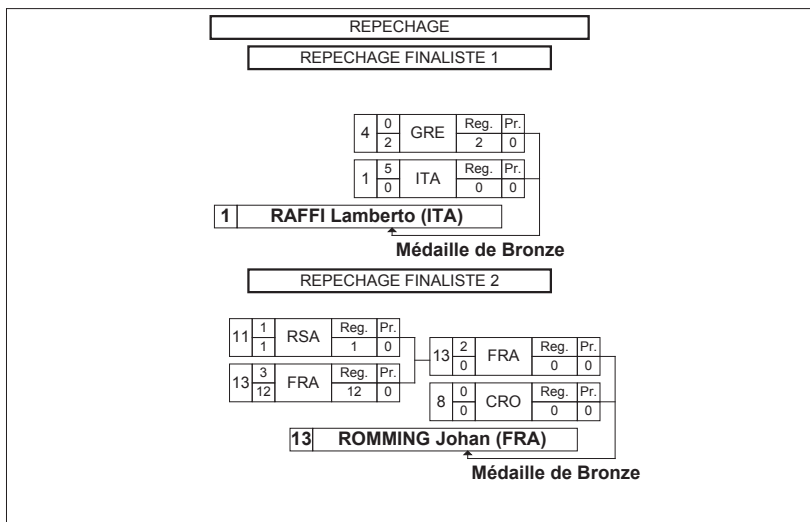 REPECHAGE
REPECHAGE FINALISTE 1
4 0 GRE Reg. Pr.
2 2 0
1 5 ITA Reg. Pr.
0 0 0
1 RAFFI Lamberto (ITA)
Médaille de Bronze
REPECHAGE FINALISTE 2
11 1 RSA Reg. Pr.
1 1 0
13 2 FRA Reg. Pr.
0 0 0
13 3 FRA Reg. Pr.
12 12 0
8 0 CRO Reg. Pr.
0 0 0
13 ROMMING Johan (FRA)
Médaille de Bronze